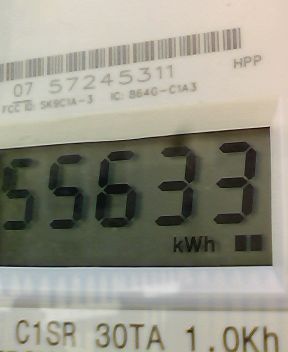 07 57245311 HPP
FCC ID: SK9C1A-3 IC: 864G-C1A3
55633
kWh
C1SR 30TA 1.0Kh